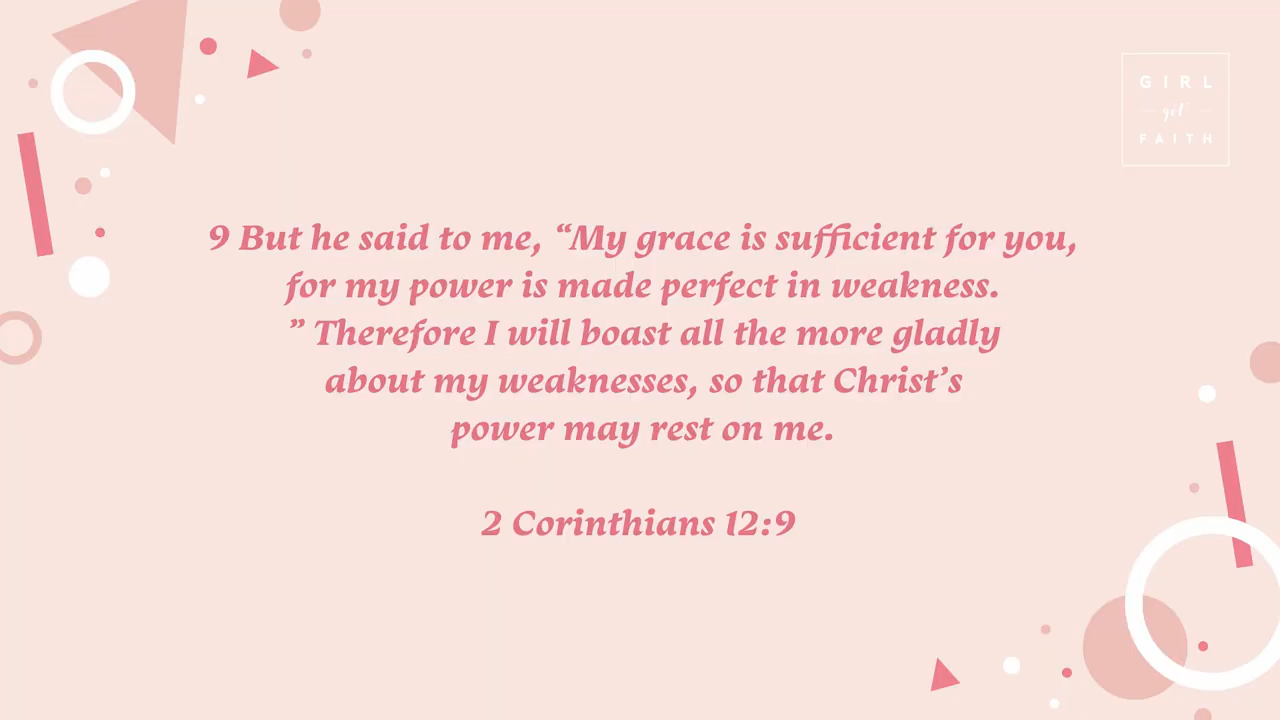 GIRL
got
FAITH
9 But he said to me, “My grace is sufficient for you,
for my power is made perfect in weakness.
” Therefore I will boast all the more gladly
about my weaknesses, so that Christ’s
power may rest on me.
2 Corinthians 12:9